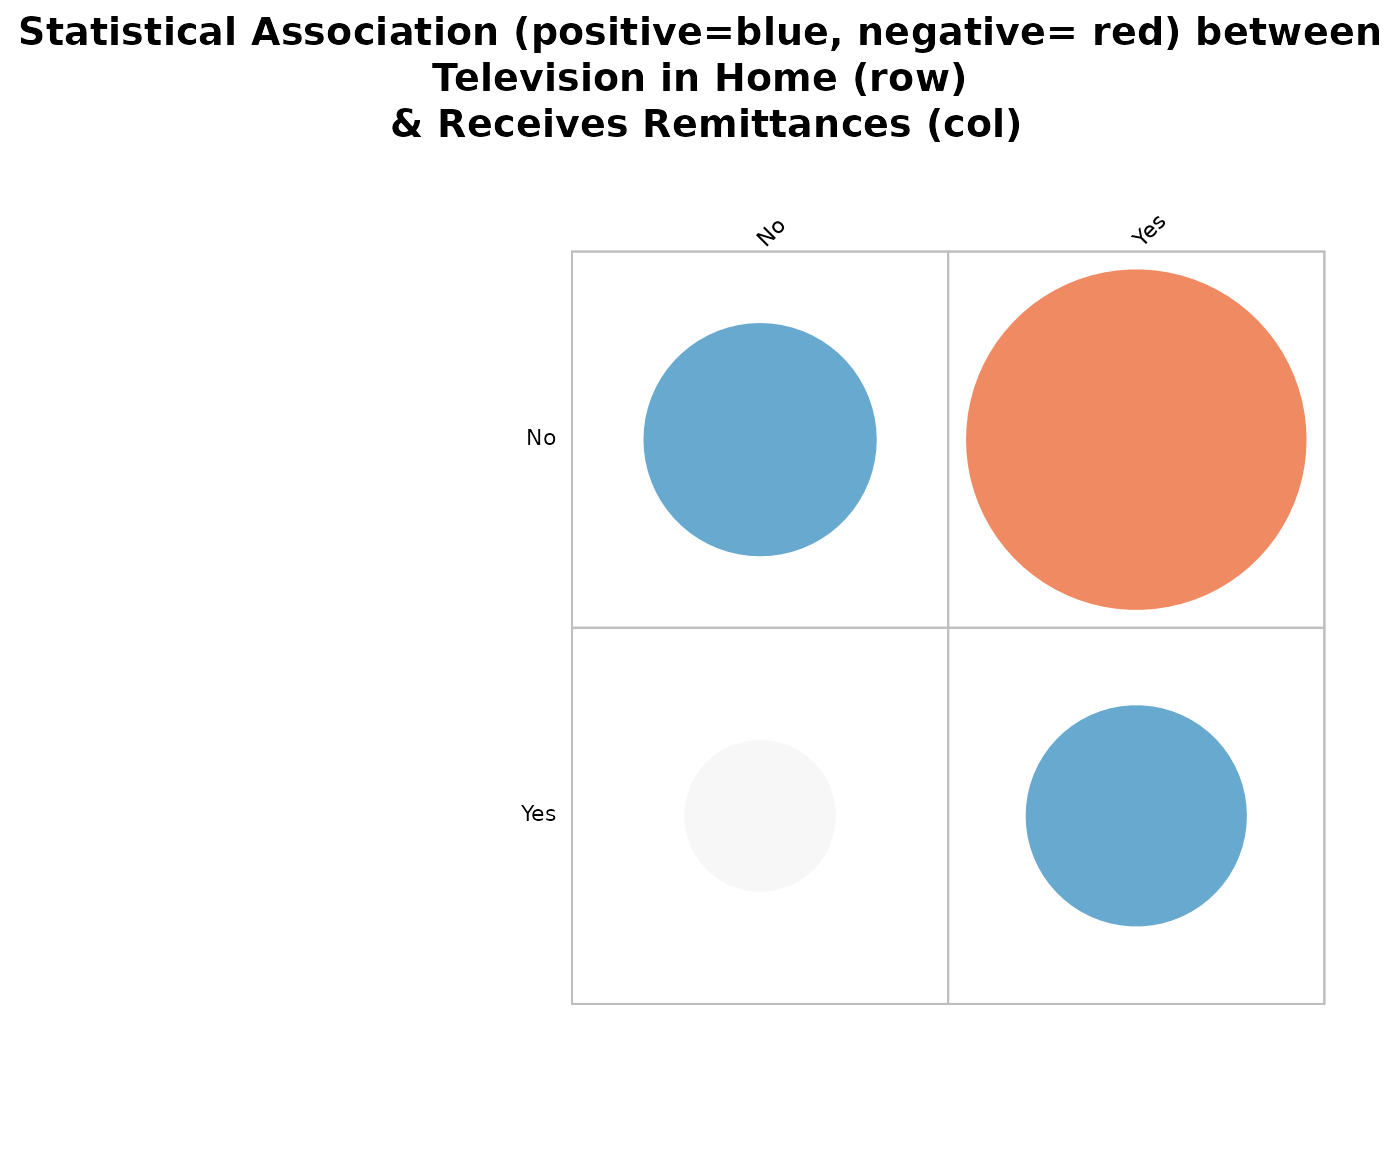 Statistical Association (positive=blue, negative= red) between
Television in Home (row)
& Receives Remittances (col)
No Yes
No
Yes